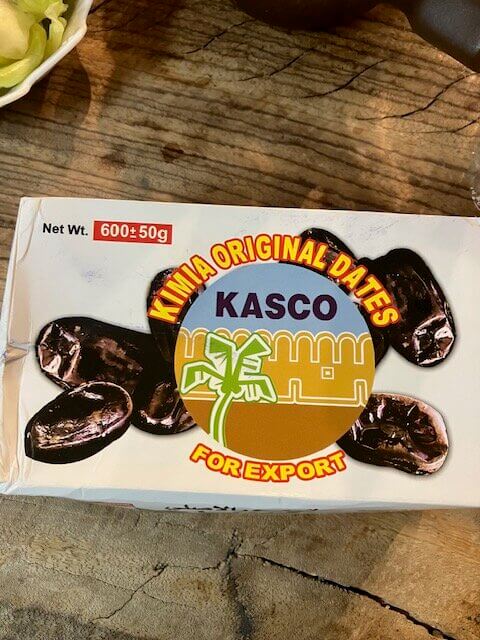 Net Wt. 600±50g
KIMIA ORIGINAL DATES
KASCO
FOR EXPORT